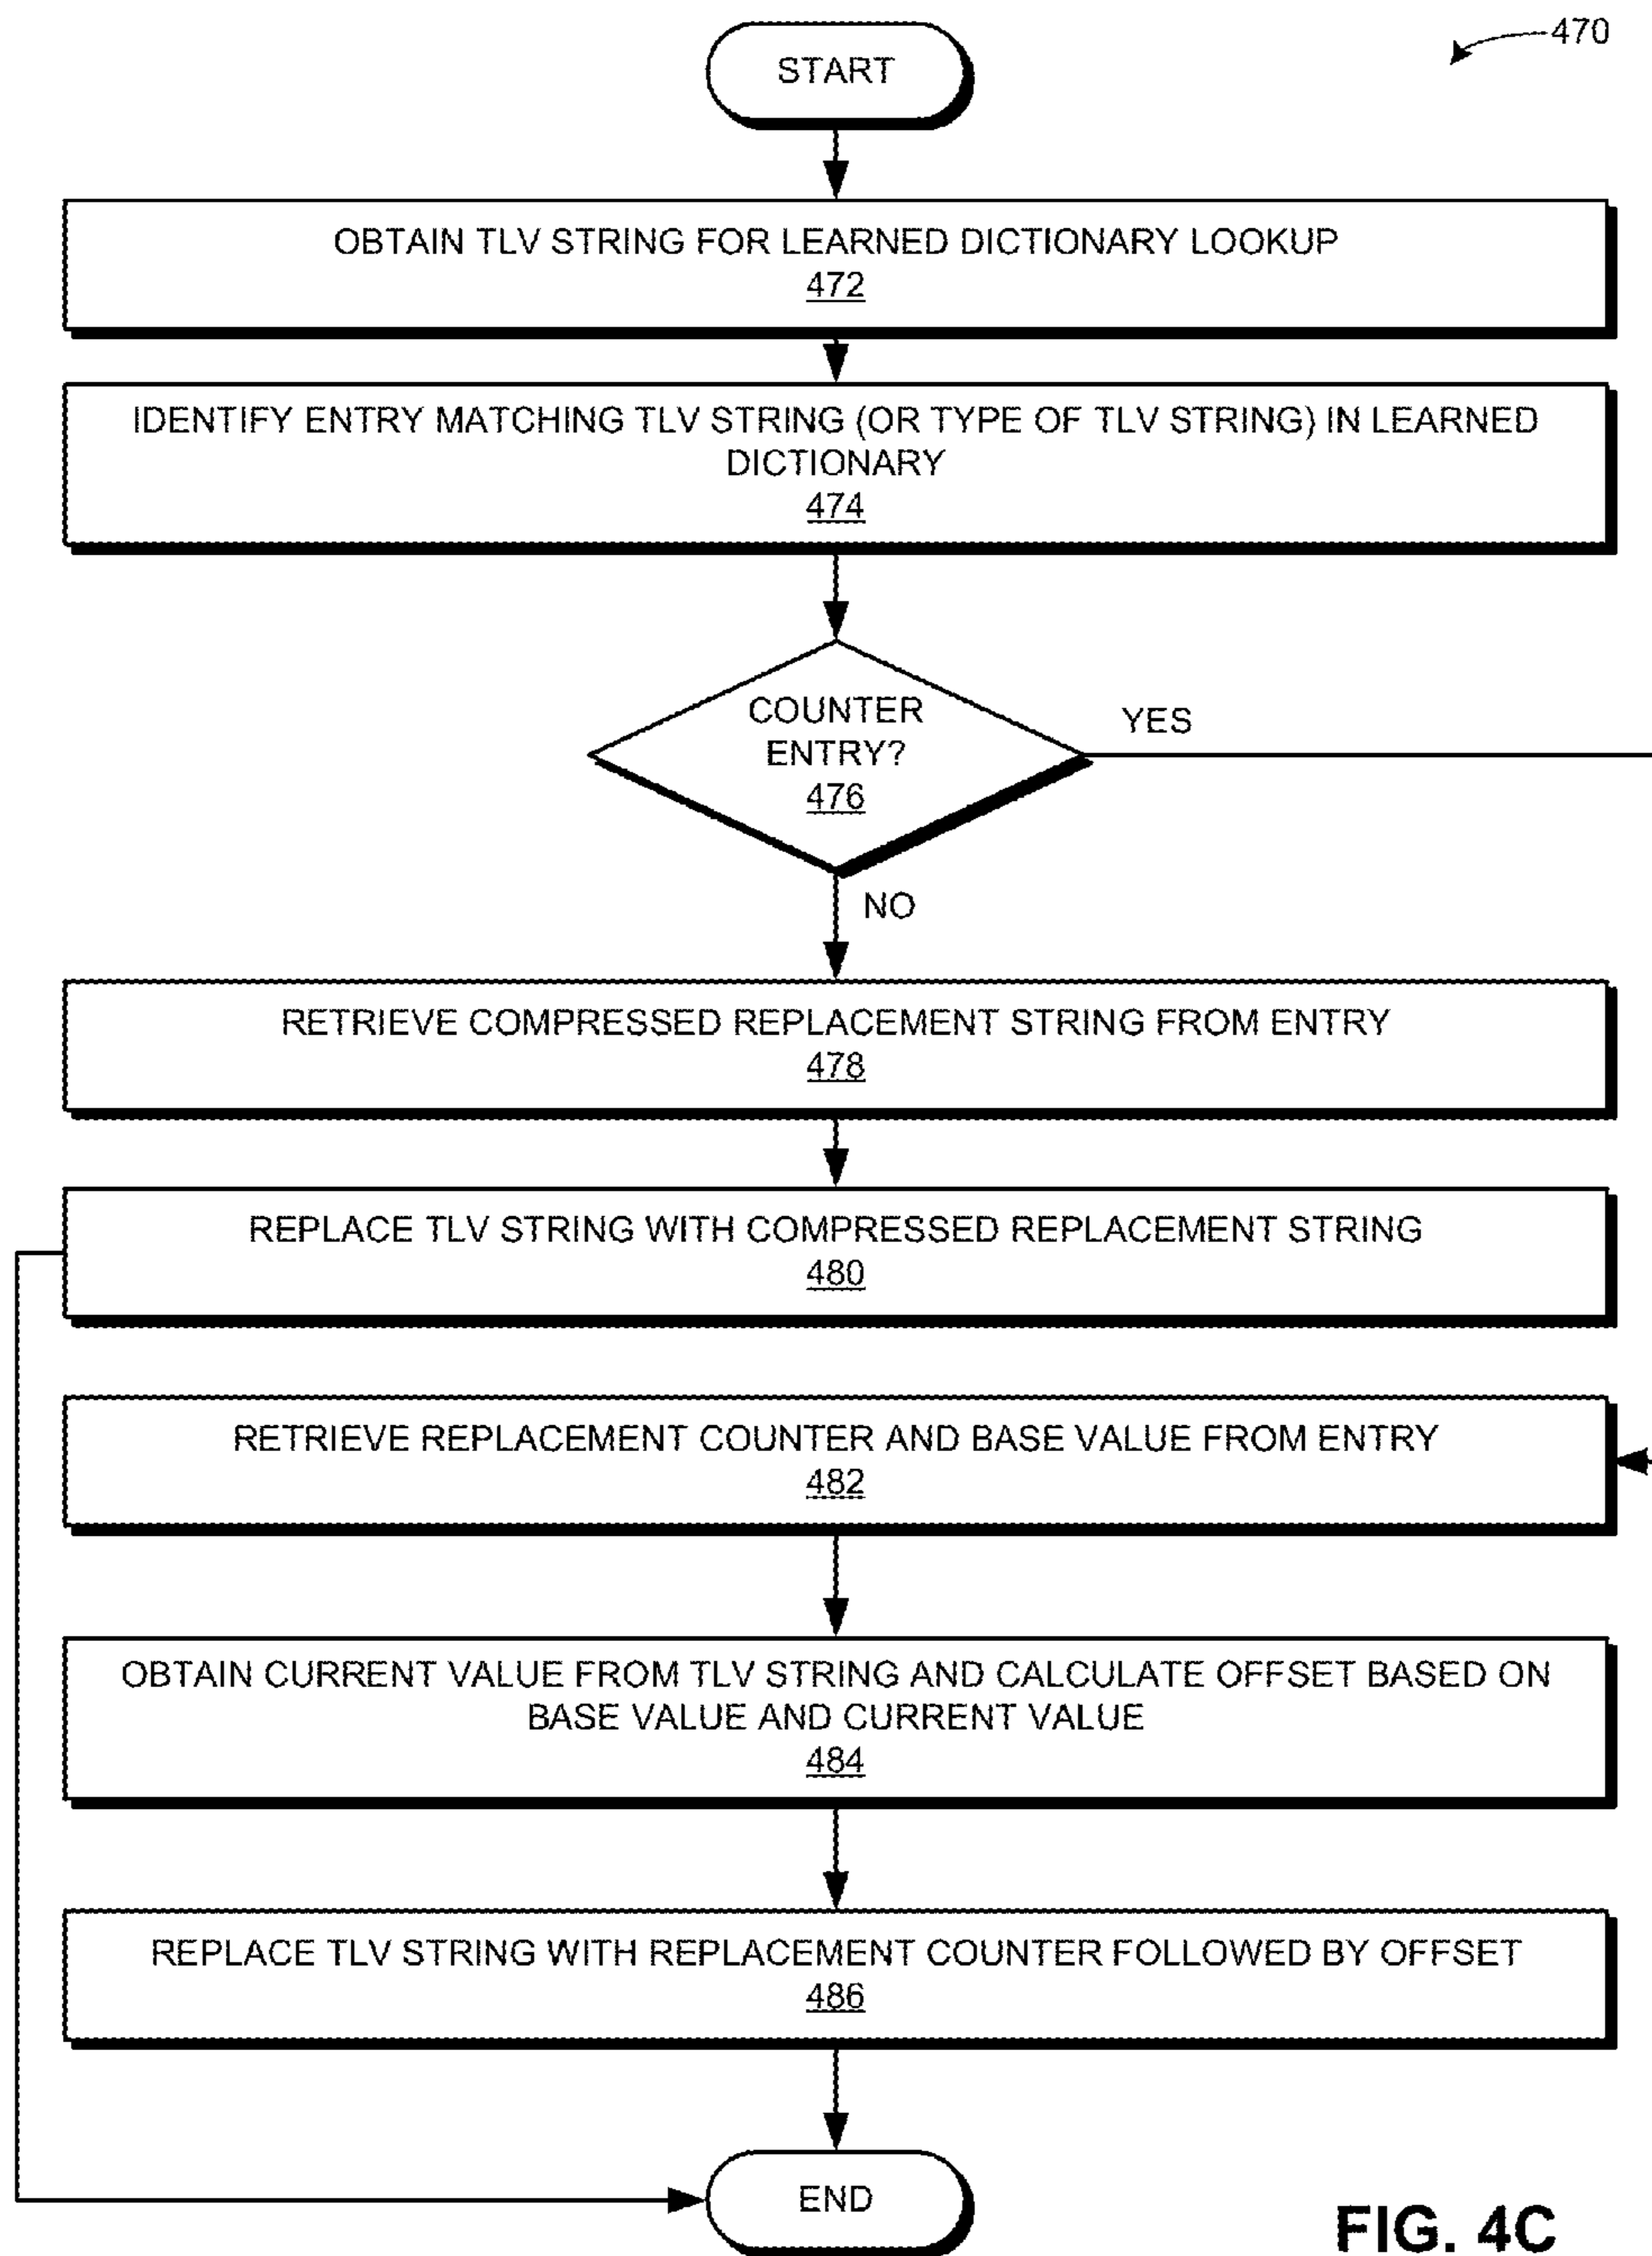 470
START
OBTAIN TLV STRING FOR LEARNED DICTIONARY LOOKUP
472
IDENTIFY ENTRY MATCHING TLV STRING (OR TYPE OF TLV STRING) IN LEARNED
DICTIONARY
474
COUNTER
ENTRY?
476
YES
NO
RETRIEVE COMPRESSED REPLACEMENT STRING FROM ENTRY
478
REPLACE TLV STRING WITH COMPRESSED REPLACEMENT STRING
480
RETRIEVE REPLACEMENT COUNTER AND BASE VALUE FROM ENTRY
482
OBTAIN CURRENT VALUE FROM TLV STRING AND CALCULATE OFFSET BASED ON
BASE VALUE AND CURRENT VALUE
484
REPLACE TLV STRING WITH REPLACEMENT COUNTER FOLLOWED BY OFFSET
486
END
FIG. 4C